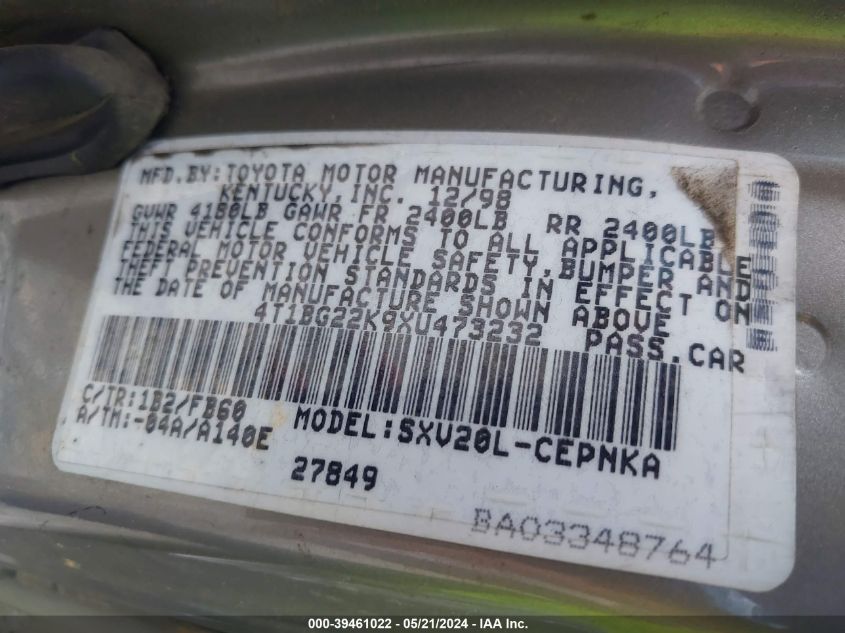 MFD.BY:TOYOTA MOTOR MANUFACTURING,
KENTUCKY,INC. 12/98
GVWR 4180LB GAWR FR 2400LB RR 2400LB
THIS VEHICLE CONFORMS TO ALL APPLICABLE
FEDERAL MOTOR VEHICLE SAFETY,BUMPER AND
THEFT PREVENTION STANDARDS IN EFFECT ON
THE DATE OF MANUFACTURE SHOWN ABOVE
4T1BG22K9XU473232 PASS.CAR
C/TR:1B2/FB60
A/TM:-04A/A140E
MODEL:SXV20L-CEPNKA
27849
BA03348764
000-39461022 / 05/21/2024 - IAA Inc.